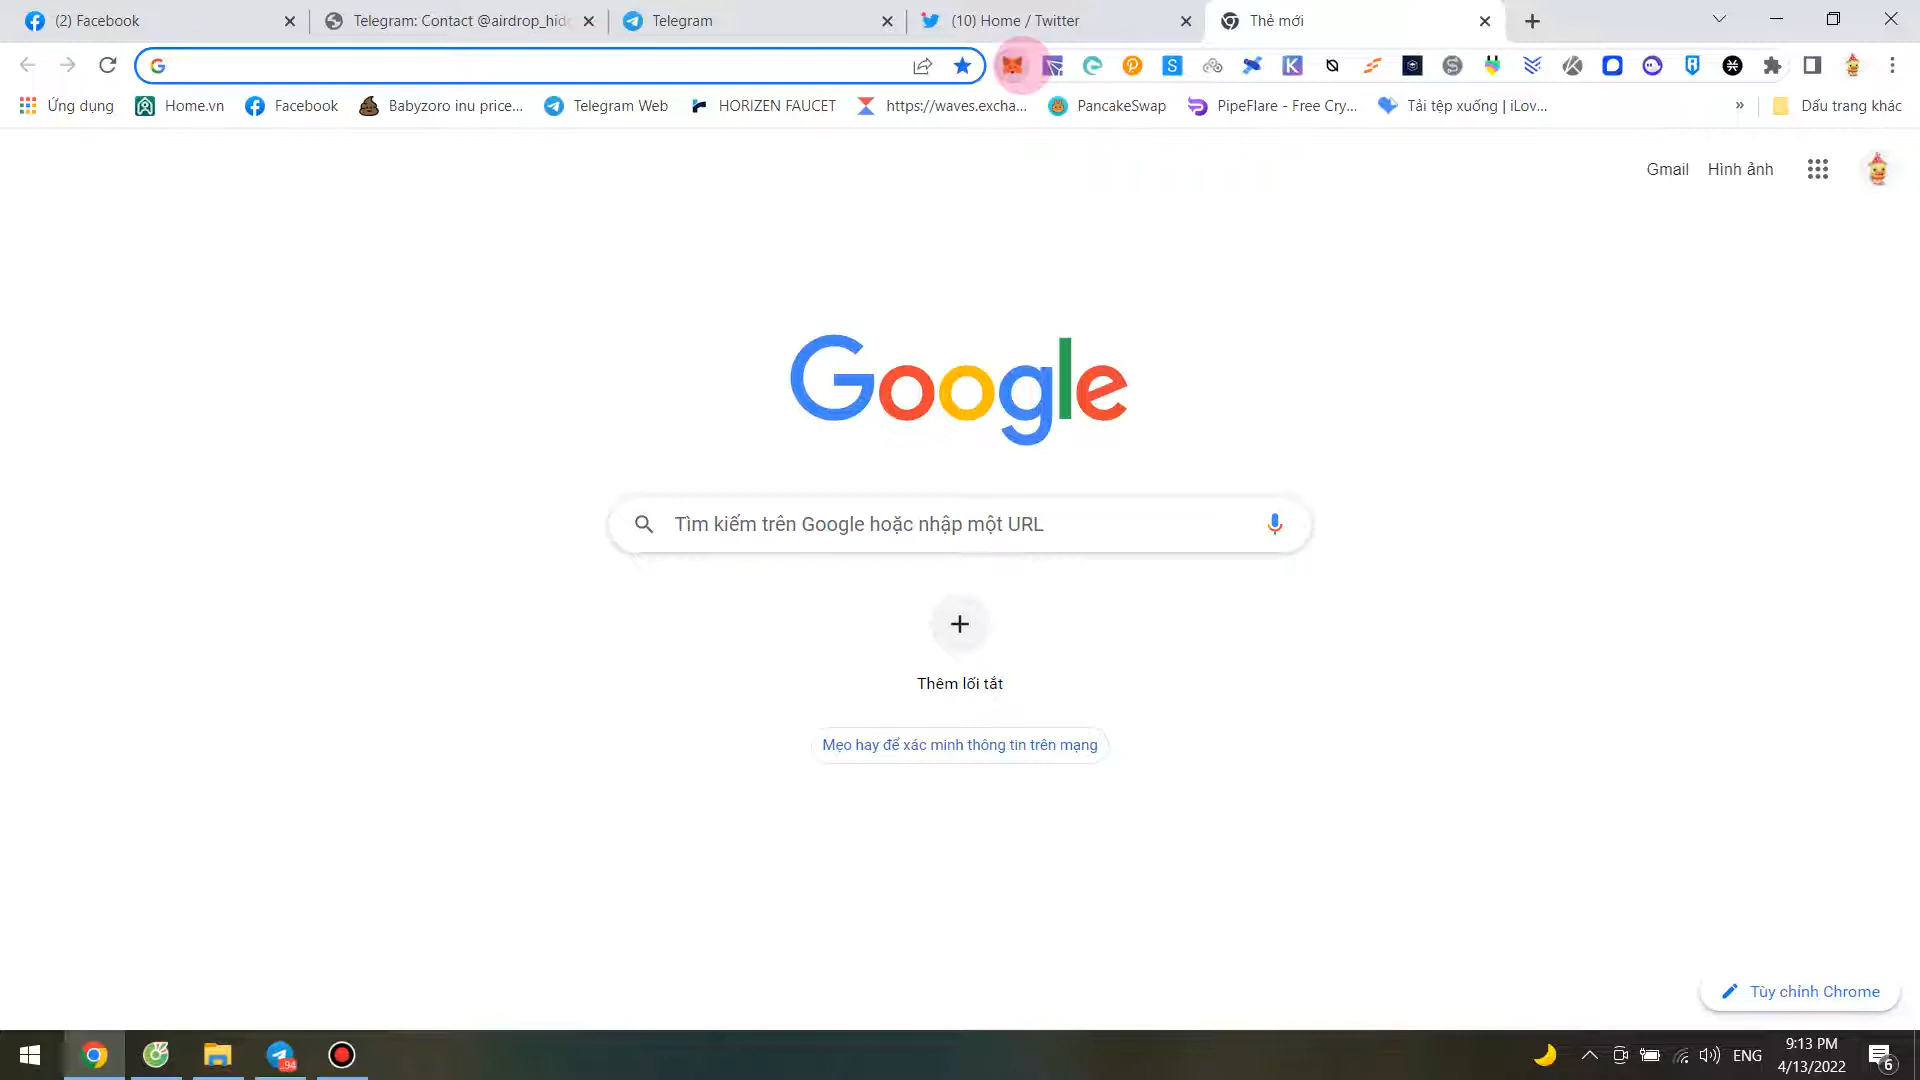 (2) Facebook
Telegram: Contact @airdrop_hid
Telegram
(10) Home / Twitter
Thẻ mới
Ứng dụng
Home.vn
Facebook
Babyzoro inu price...
Telegram Web
HORIZEN FAUCET
https://waves.excha...
PancakeSwap
PipeFlare - Free Cry...
Tải tệp xuống | iLov...
»
Dấu trang khác
Gmail
Hình ảnh
Google
Tìm kiếm trên Google hoặc nhập một URL
Thêm lối tắt
Mẹo hay để xác minh thông tin trên mạng
Tùy chỉnh Chrome
94
ENG
9:13 PM
4/13/2022
6